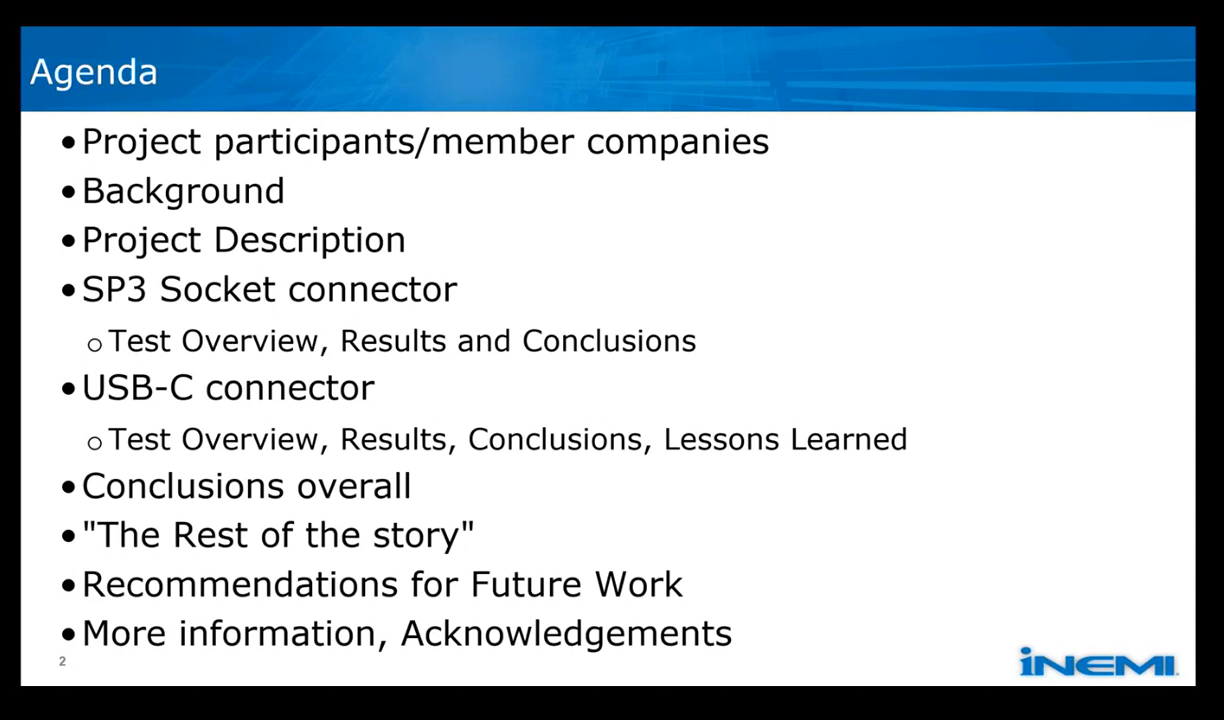 Agenda
•Project participants/member companies
•Background
•Project Description
•SP3 Socket connector
oTest Overview, Results and Conclusions
•USB-C connector
oTest Overview, Results, Conclusions, Lessons Learned
•Conclusions overall
•"The Rest of the story"
•Recommendations for Future Work
•More information, Acknowledgements
2
iNEMI